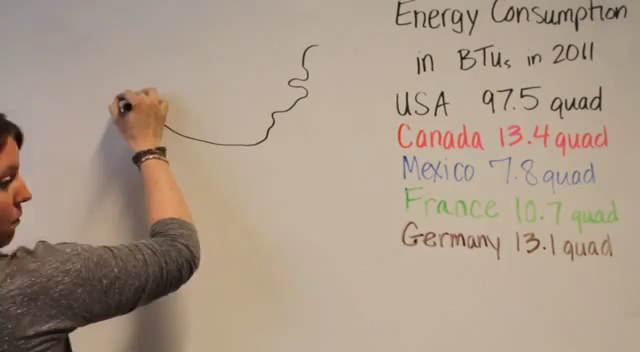 Energy Consumption
in BTUs in 2011
USA 97.5 quad
Canada 13.4 quad
Mexico 7.8 quad
France 10.7 quad
Germany 13.1 quad